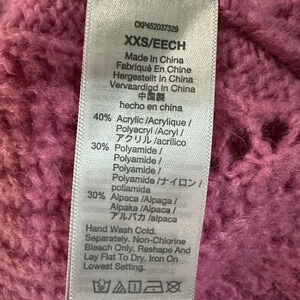 CKP452037329
XXS/EECH
Made In China
Fabriqué En Chine
Hergestellt In China
Vervaardigd In China
中国製
hecho en china
40% Acrylic /Acrylique /
Polyacryl /Acryl /
アクリル /acrílico
30% Polyamide /
Polyamide /
Polyamide /
Polyamide /ナイロン /
poliamida
30% Alpaca /Alpaga /
Alpaka /Alpaca /
アルパカ /alpaca
Hand Wash Cold.
Separately. Non-Chlorine
Bleach Only. Reshape And
Lay Flat To Dry. Iron On
Lowest Setting.